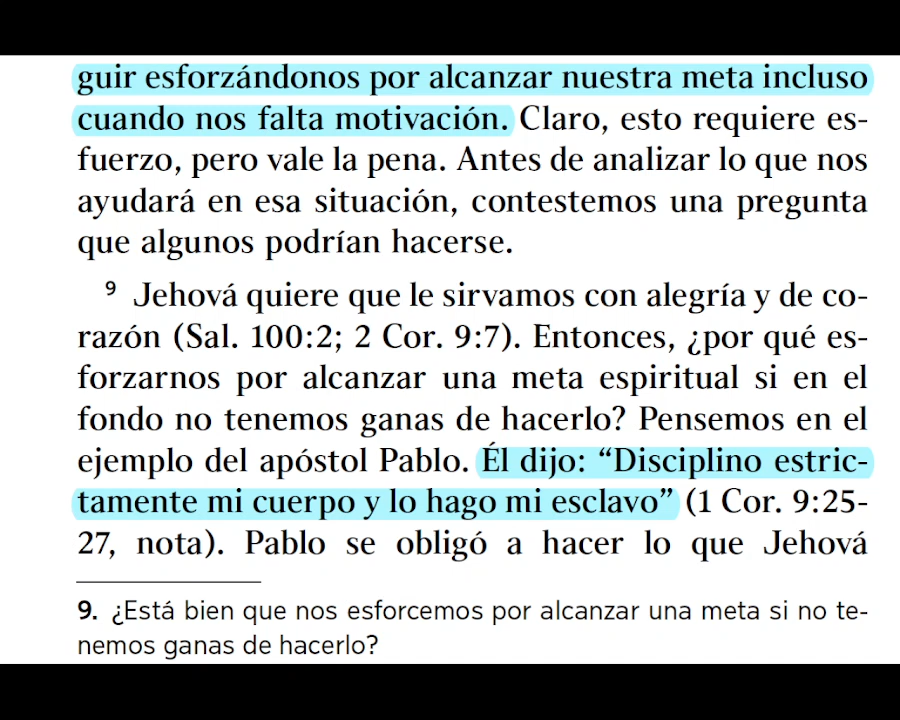 guir esforzándonos por alcanzar nuestra meta incluso
cuando nos falta motivación. Claro, esto requiere es-
fuerzo, pero vale la pena. Antes de analizar lo que nos
ayudará en esa situación, contestemos una pregunta
que algunos podrían hacerse.
9 Jehová quiere que le sirvamos con alegría y de co-
razón (Sal. 100:2; 2 Cor. 9:7). Entonces, ¿por qué es-
forzarnos por alcanzar una meta espiritual si en el
fondo no tenemos ganas de hacerlo? Pensemos en el
ejemplo del apóstol Pablo. Él dijo: “Disciplino estric-
tamente mi cuerpo y lo hago mi esclavo” (1 Cor. 9:25-
27, nota). Pablo se obligó a hacer lo que Jehová
9. ¿Está bien que nos esforcemos por alcanzar una meta si no te-
nemos ganas de hacerlo?